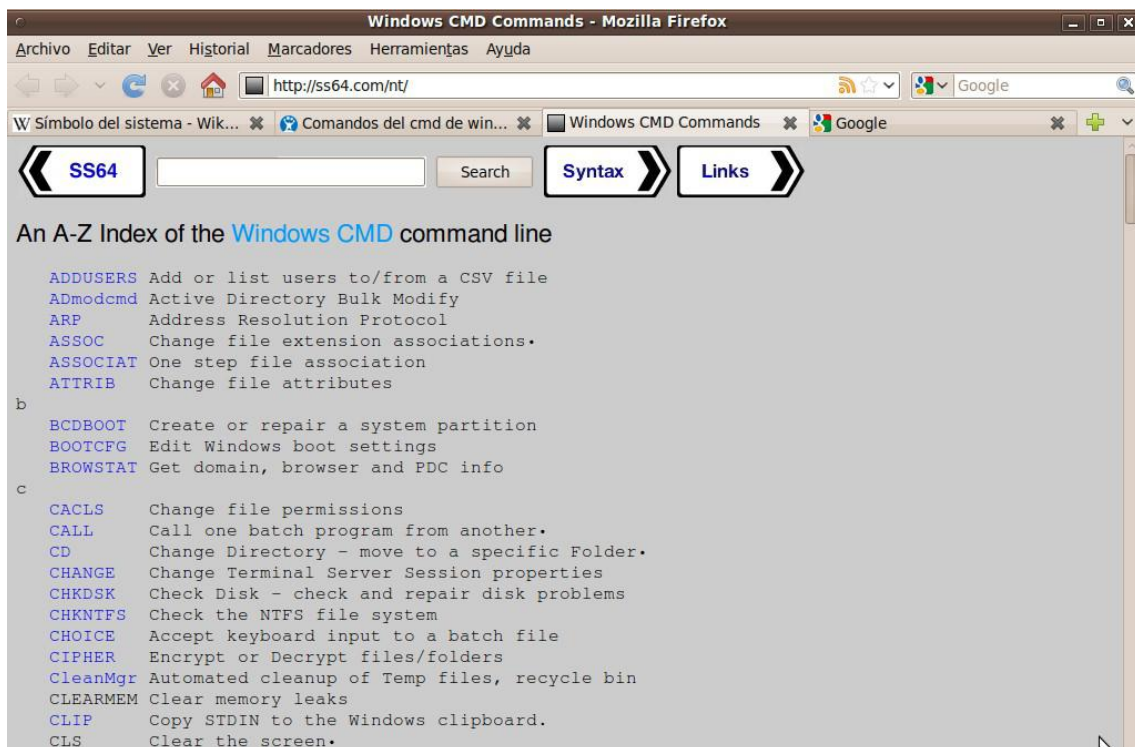 Windows CMD Commands - Mozilla Firefox
Archivo Editar Ver Historial Marcadores Herramientas Ayuda
http://ss64.com/nt/ Google
W Símbolo del sistema - Wik... Comandos del cmd de win... Windows CMD Commands Google
SS64 Search Syntax Links
An A-Z Index of the Windows CMD command line
ADDUSERS Add or list users to/from a CSV file
ADmodcmd Active Directory Bulk Modify
ARP Address Resolution Protocol
ASSOC Change file extension associations•
ASSOCIAT One step file association
ATTRIB Change file attributes
b
BCDBOOT Create or repair a system partition
BOOTCFG Edit Windows boot settings
BROWSTAT Get domain, browser and PDC info
c
CACLS Change file permissions
CALL Call one batch program from another•
CD Change Directory - move to a specific Folder•
CHANGE Change Terminal Server Session properties
CHKDSK Check Disk - check and repair disk problems
CHKNTFS Check the NTFS file system
CHOICE Accept keyboard input to a batch file
CIPHER Encrypt or Decrypt files/folders
CleanMgr Automated cleanup of Temp files, recycle bin
CLEARMEM Clear memory leaks
CLIP Copy STDIN to the Windows clipboard.
CLS Clear the screen•